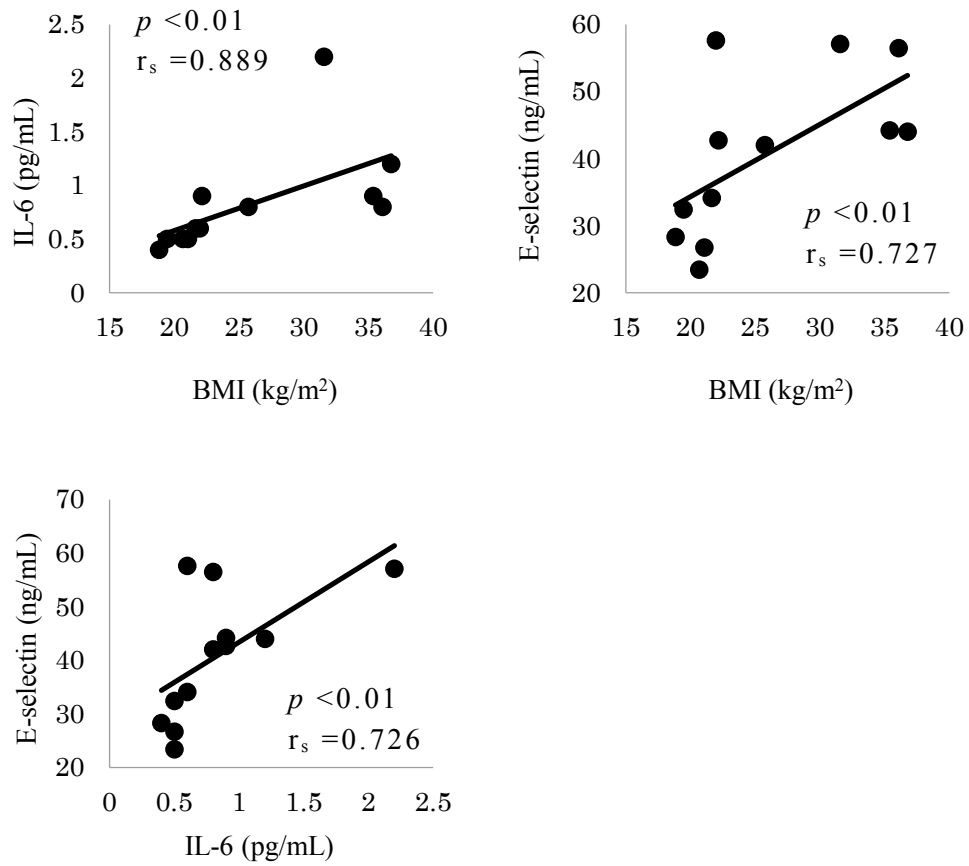 p <0.01
rs =0.889
IL-6 (pg/mL)
2.5
2
1.5
1
0.5
0
15 20 25 30 35 40
BMI (kg/m²)
E-selectin (ng/mL)
60
50
40
30
20
p <0.01
rs =0.727
15 20 25 30 35 40
BMI (kg/m²)
E-selectin (ng/mL)
70
60
50
40
30
20
p <0.01
rs =0.726
0 0.5 1 1.5 2 2.5
IL-6 (pg/mL)